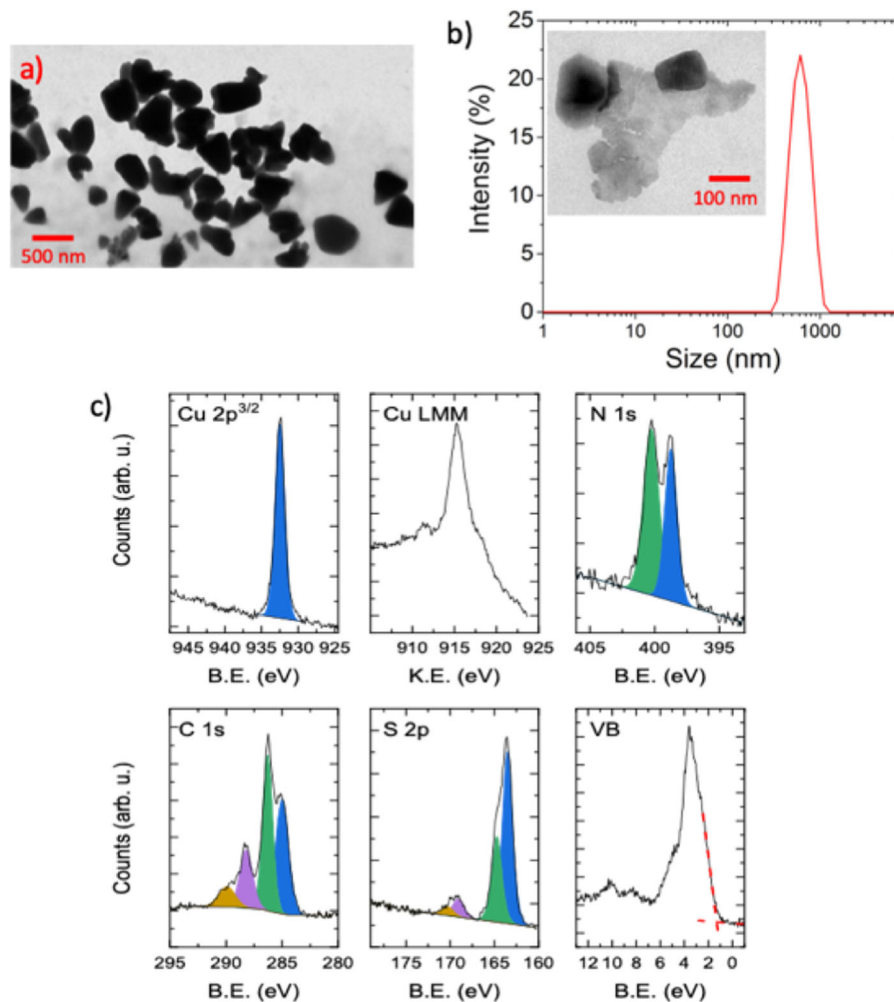 a)
500 nm
b)
25
20
15
10
5
0
Intensity (%)
100 nm
1 10 100 1000
Size (nm)
c)
Counts (arb. u.)
Cu 2p3/2
945 940 935 930 925
B.E. (eV)
Cu LMM
910 915 920
K.E. (eV)
N 1s
405 400 395
B.E. (eV)
Counts (arb. u.)
C 1s
295 290 285 280
B.E. (eV)
S 2p
175 170 165 160
B.E. (eV)
VB
12 10 8 6 4 2 0
B.E. (eV)